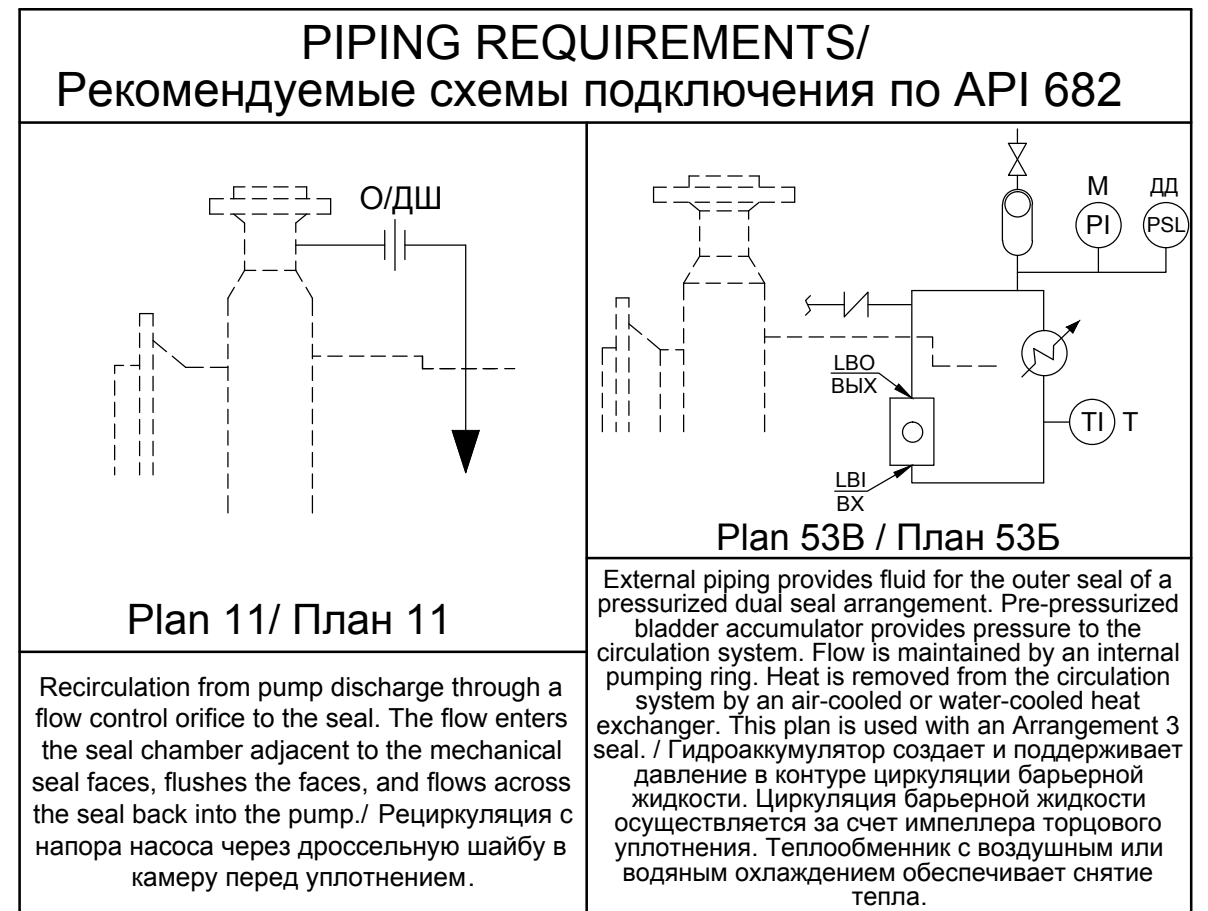 PIPING REQUIREMENTS/
Рекомендуемые схемы подключения по API 682
О/ДШ
Plan 11/ План 11
Recirculation from pump discharge through a
flow control orifice to the seal. The flow enters
the seal chamber adjacent to the mechanical
seal faces, flushes the faces, and flows across
the seal back into the pump./ Рециркуляция с
напора насоса через дроссельную шайбу в
камеру перед уплотнением.
М
ДД
PI
PSL
LBO
ВЫХ
TI
Т
LBI
ВХ
Plan 53B / План 53Б
External piping provides fluid for the outer seal of a
pressurized dual seal arrangement. Pre-pressurized
bladder accumulator provides pressure to the
circulation system. Flow is maintained by an internal
pumping ring. Heat is removed from the circulation
system by an air-cooled or water-cooled heat
exchanger. This plan is used with an Arrangement 3
seal. / Гидроаккумулятор создает и поддерживает
давление в контуре циркуляции барьерной
жидкости. Циркуляция барьерной жидкости
осуществляется за счет импеллера торцового
уплотнения. Теплообменник с воздушным или
водяным охлаждением обеспечивает снятие
тепла.